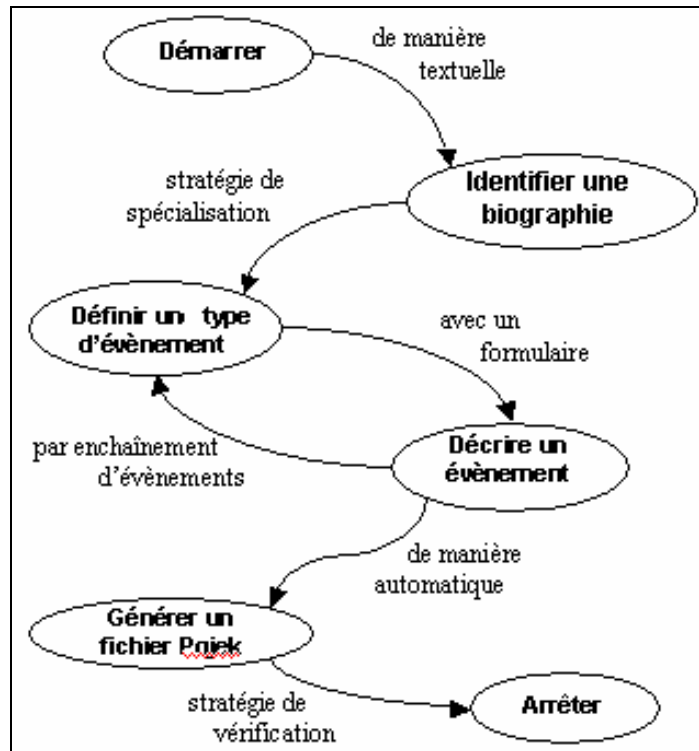 Démarrer
de manière
textuelle
Identifier une
biographie
stratégie de
spécialisation
Définir un type
d'évènement
avec un
formulaire
Décrire un
évènement
par enchaînement
d'évènements
de manière
automatique
Générer un
fichier Pajek
stratégie de
vérification
Arrêter